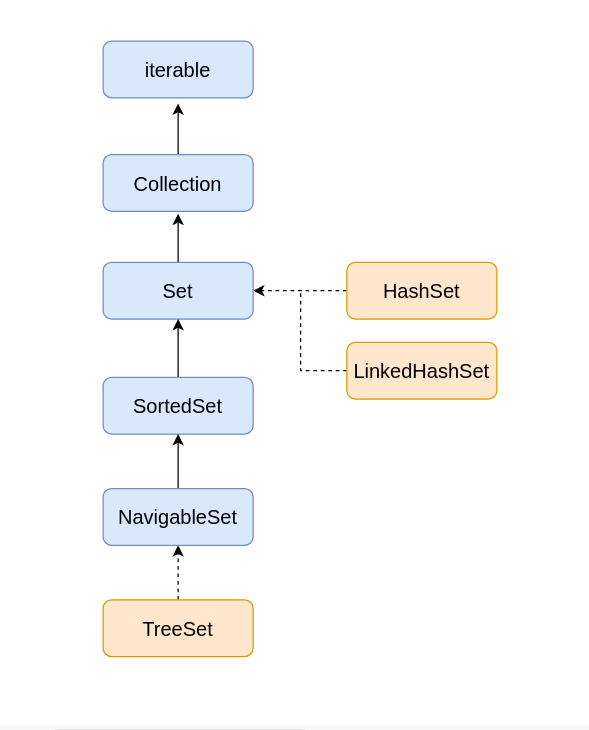 iterable
Collection
Set
HashSet
LinkedHashSet
SortedSet
NavigableSet
TreeSet